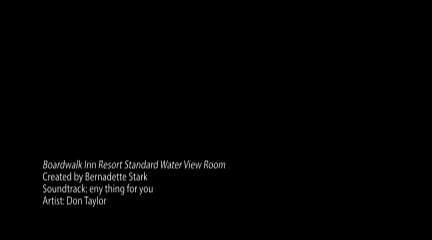 Boardwalk Inn Resort Standard Water View Room
Created by Bernadette Stark
Soundtrack: eny thing for you
Artist: Don Taylor